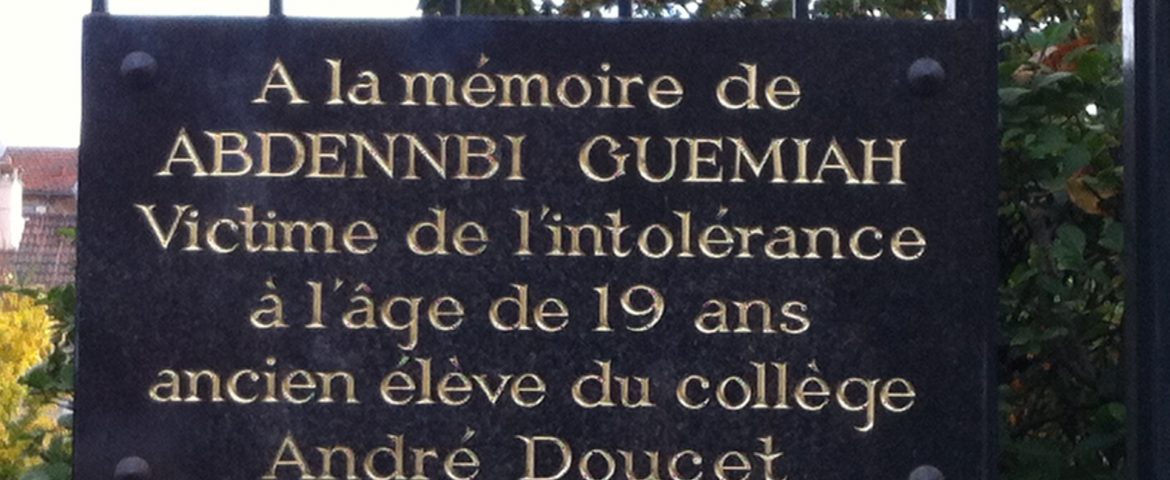 A la mémoire de
ABDENNBI GUEMIAH
Victime de l'intolérance
à l'âge de 19 ans
ancien élève du collège
André Doucet